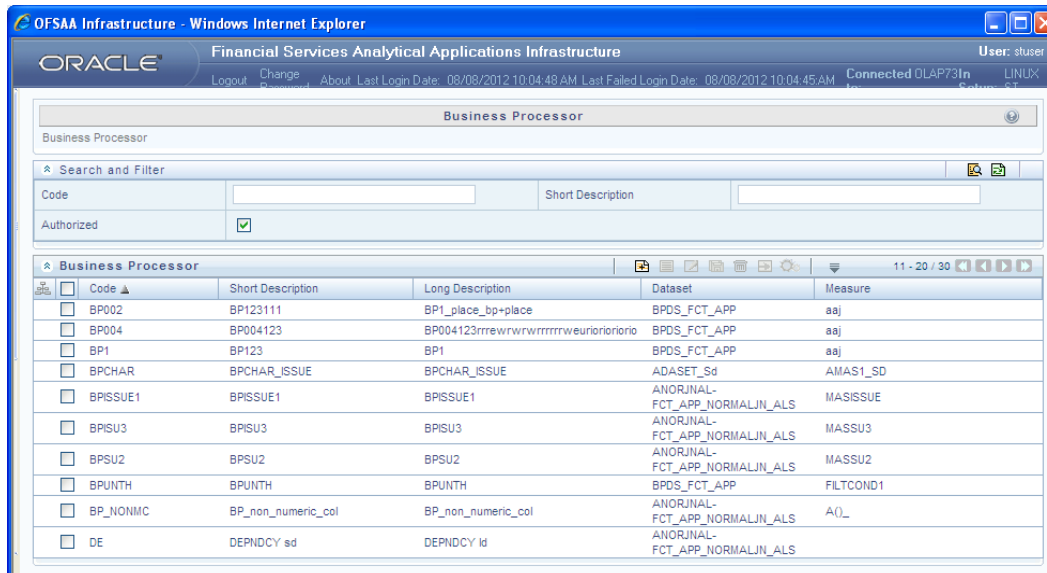 OFSAA Infrastructure - Windows Internet Explorer
ORACLE
Financial Services Analytical Applications Infrastructure
User: stuser
Logout Change About Last Login Date: 08/08/2012 10:04:48 AM Last Failed Login Date: 08/08/2012 10:04:45:AM Connected OLAP73In LINUX
Business Processor
Business Processor
Search and Filter
Code Short Description
Authorized
Business Processor 11 - 20 / 30
Code Short Description Long Description Dataset Measure
BP002 BP123111 BP1_place_bp+place BPDS_FCT_APP aaj
BP004 BP004123 BP004123rrrewrwrwrrrrrrweuriorioriorio BPDS_FCT_APP aaj
BP1 BP123 BP1 BPDS_FCT_APP aaj
BPCHAR BPCHAR_ISSUE BPCHAR_ISSUE ADASET_Sd AMAS1_SD
BPISSUE1 BPISSUE1 BPISSUE1 ANORJNAL-
FCT_APP_NORMALJN_ALS MASISSUE
BPISU3 BPISU3 BPISU3 ANORJNAL-
FCT_APP_NORMALJN_ALS MASSU3
BPSU2 BPSU2 BPSU2 ANORJNAL-
FCT_APP_NORMALJN_ALS MASSU2
BPUNTH BPUNTH BPUNTH BPDS_FCT_APP FILTCOND1
BP_NONMC BP_non_numeric_col BP_non_numeric_col ANORJNAL-
FCT_APP_NORMALJN_ALS A()_
DE DEPNDCY sd DEPNDCY ld ANORJNAL-
FCT_APP_NORMALJN_ALS